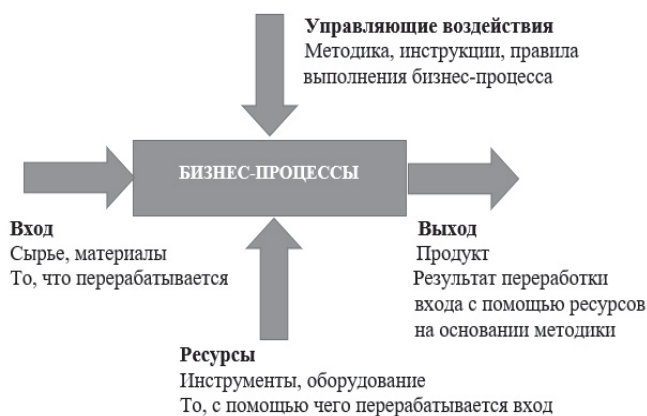 Управляющие воздействия
Методика, инструкции, правила
выполнения бизнес-процесса
БИЗНЕС-ПРОЦЕССЫ
Вход
Сырье, материалы
То, что перерабатывается
Выход
Продукт
Результат переработки
входа с помощью ресурсов
на основании методики
Ресурсы
Инструменты, оборудование
То, с помощью чего перерабатывается вход